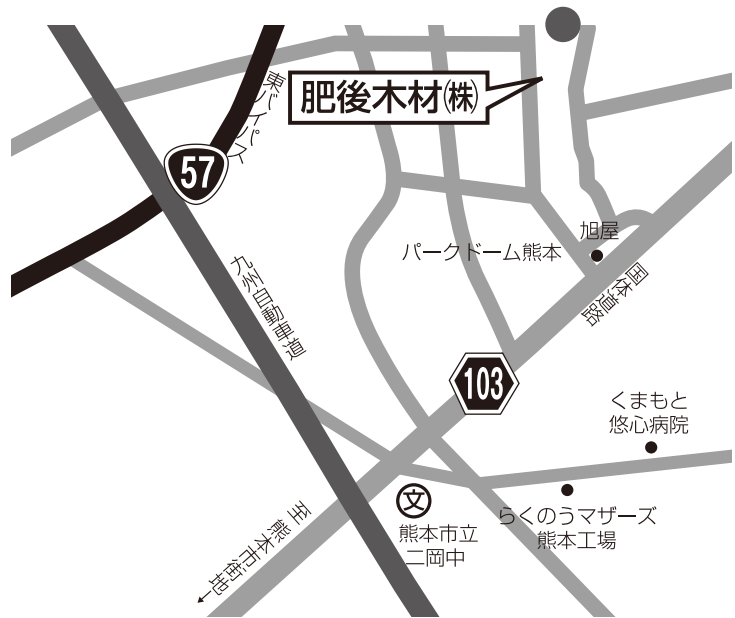 東バイパス
肥後木材㈱
57
旭屋
パークドーム熊本
国体道路
九州自動車道
103
くまもと
悠心病院
文
らくのうマザーズ
熊本工場
熊本市立
二岡中
至熊本市街地